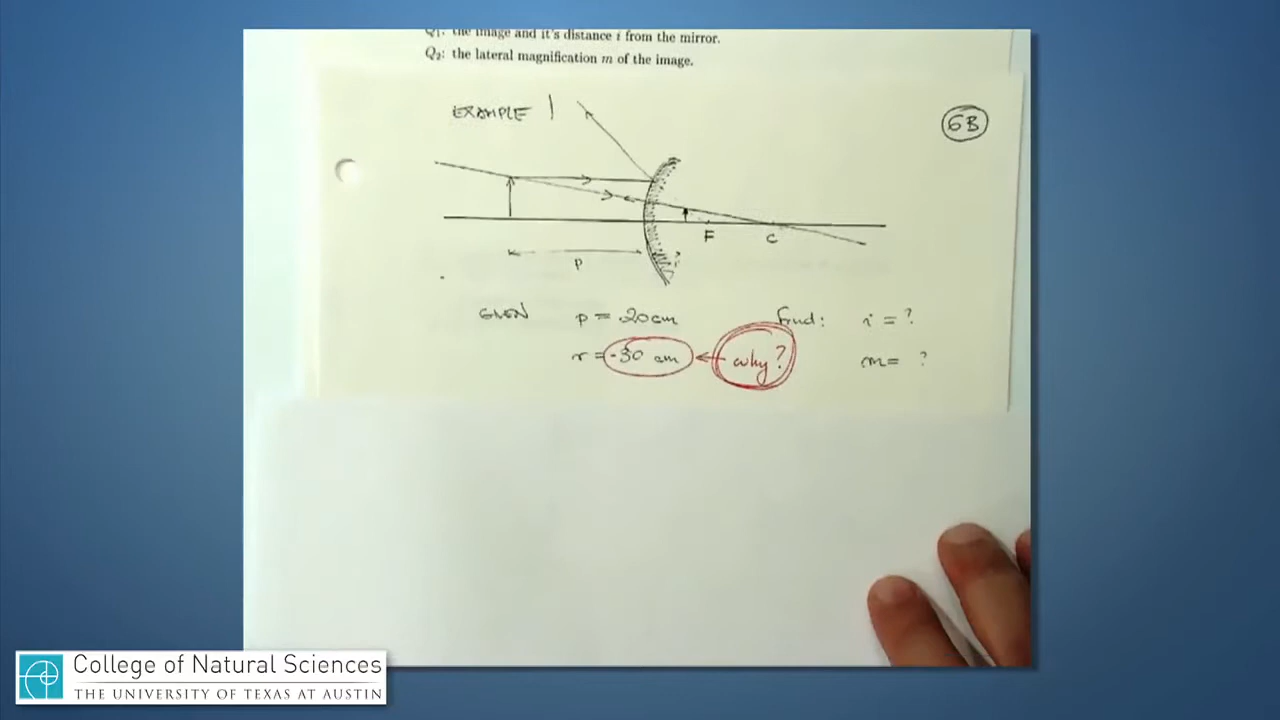 Q₁: the image and it's distance i from the mirror.
Q₂: the lateral magnification m of the image.
EXAMPLE 1
6B
F
C
P
?
GIVEN p = 20cm Find: i = ?
r = -30 cm ← why? m = ?
College of Natural Sciences
THE UNIVERSITY OF TEXAS AT AUSTIN